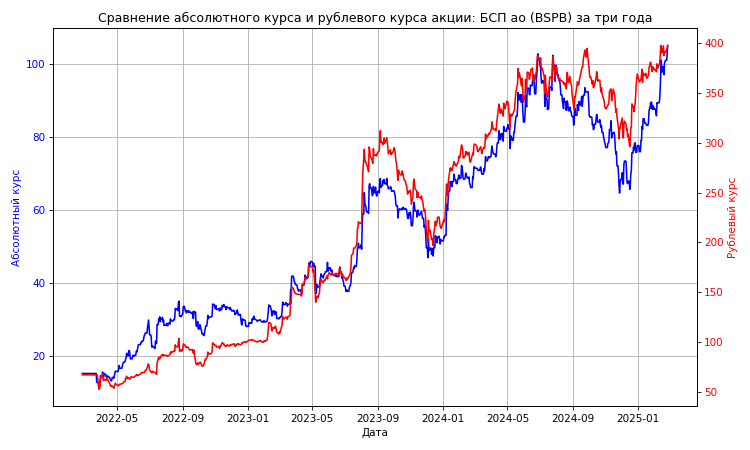 Сравнение абсолютного курса и рублевого курса акции: БСП ао (BSPB) за три года
Абсолютный курс
100
80
60
40
20
Рублевый курс
400
350
300
250
200
150
100
50
2022-05 2022-09 2023-01 2023-05 2023-09 2024-01 2024-05 2024-09 2025-01
Дата